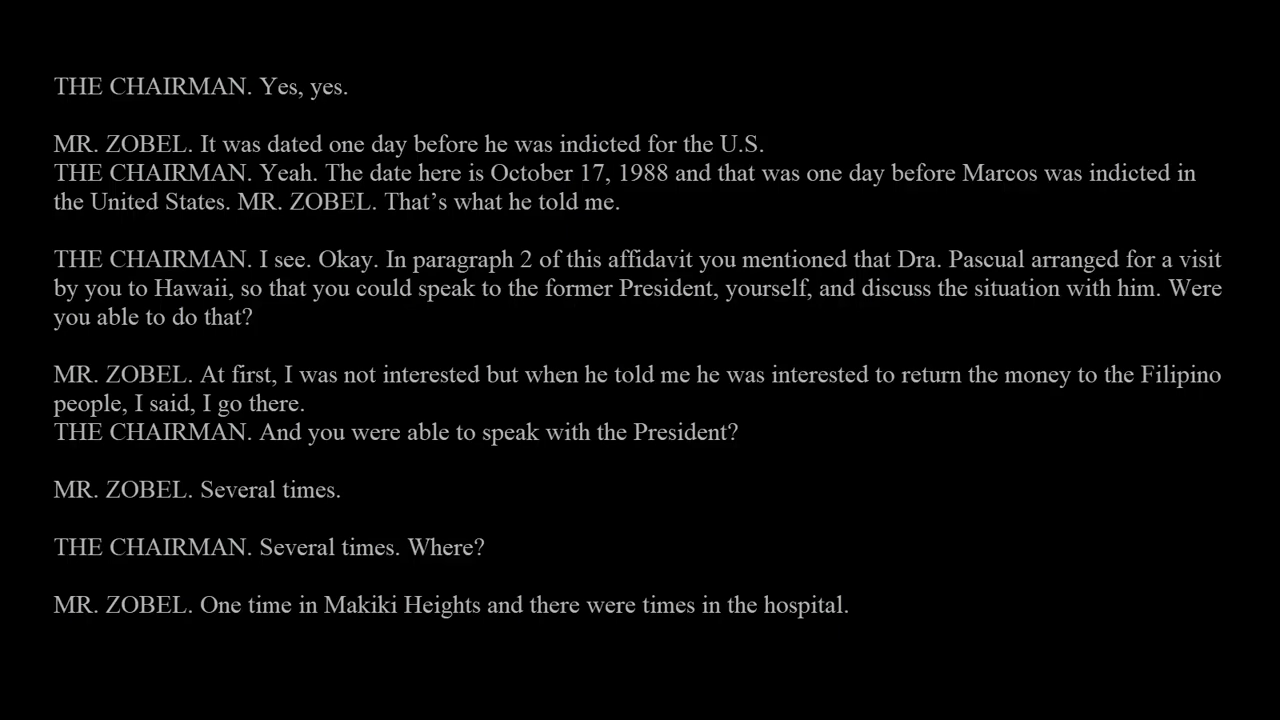 THE CHAIRMAN. Yes, yes.
MR. ZOBEL. It was dated one day before he was indicted for the U.S.
THE CHAIRMAN. Yeah. The date here is October 17, 1988 and that was one day before Marcos was indicted in
the United States. MR. ZOBEL. That’s what he told me.
THE CHAIRMAN. I see. Okay. In paragraph 2 of this affidavit you mentioned that Dra. Pascual arranged for a visit
by you to Hawaii, so that you could speak to the former President, yourself, and discuss the situation with him. Were
you able to do that?
MR. ZOBEL. At first, I was not interested but when he told me he was interested to return the money to the Filipino
people, I said, I go there.
THE CHAIRMAN. And you were able to speak with the President?
MR. ZOBEL. Several times.
THE CHAIRMAN. Several times. Where?
MR. ZOBEL. One time in Makiki Heights and there were times in the hospital.